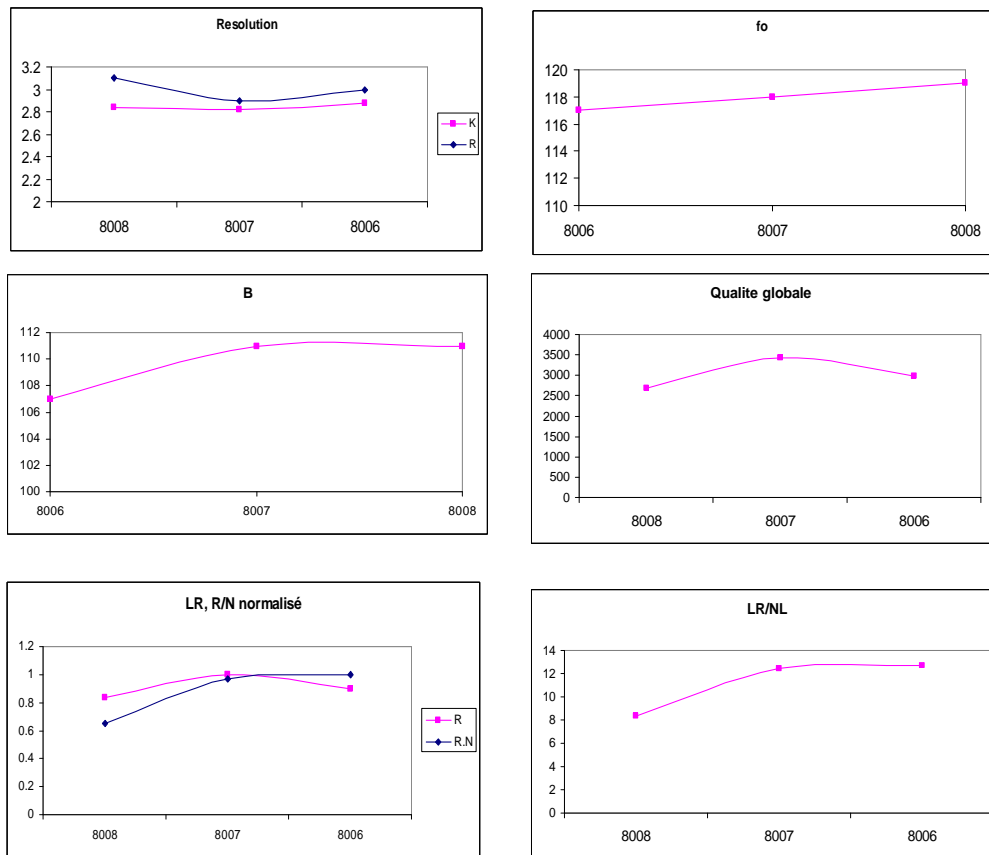 Resolution
3.2
3
2.8
2.6
2.4
2.2
2
8008 8007 8006
K
R
fo
120
118
116
114
112
110
8006 8007 8008
B
112
110
108
106
104
102
100
8006 8007 8008
Qualite globale
4000
3500
3000
2500
2000
1500
1000
500
0
8008 8007 8006
LR, R/N normalisé
1.2
1
0.8
0.6
0.4
0.2
0
8008 8007 8006
R
R.N
LR/NL
14
12
10
8
6
4
2
0
8008 8007 8006